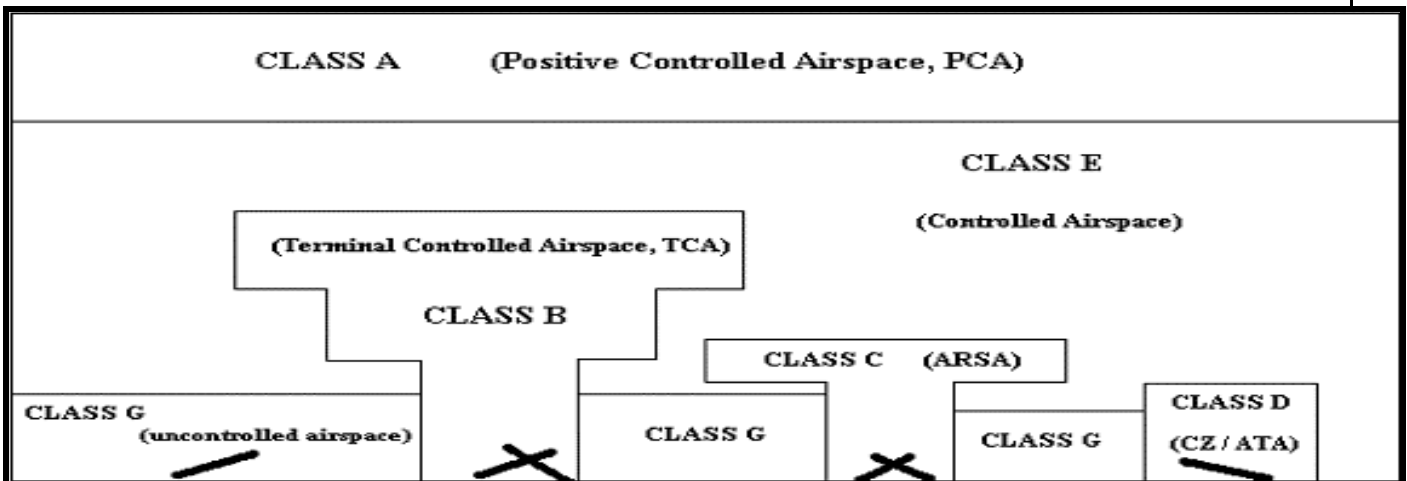 CLASS A (Positive Controlled Airspace, PCA)
CLASS E
(Controlled Airspace)
(Terminal Controlled Airspace, TCA)
CLASS B
CLASS C (ARSA)
CLASS G
(uncontrolled airspace)
CLASS G
CLASS G
CLASS D
(CZ / ATA)